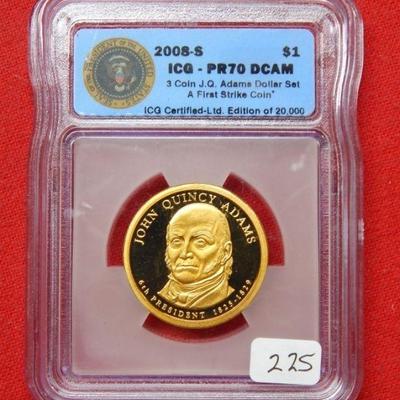 2008-S $1
ICG - PR70 DCAM
3 Coin J.Q. Adams Dollar Set
A First Strike Coin*
ICG Certified-Ltd. Edition of 20,000
JOHN QUINCY ADAMS
6th PRESIDENT 1825-1829
225